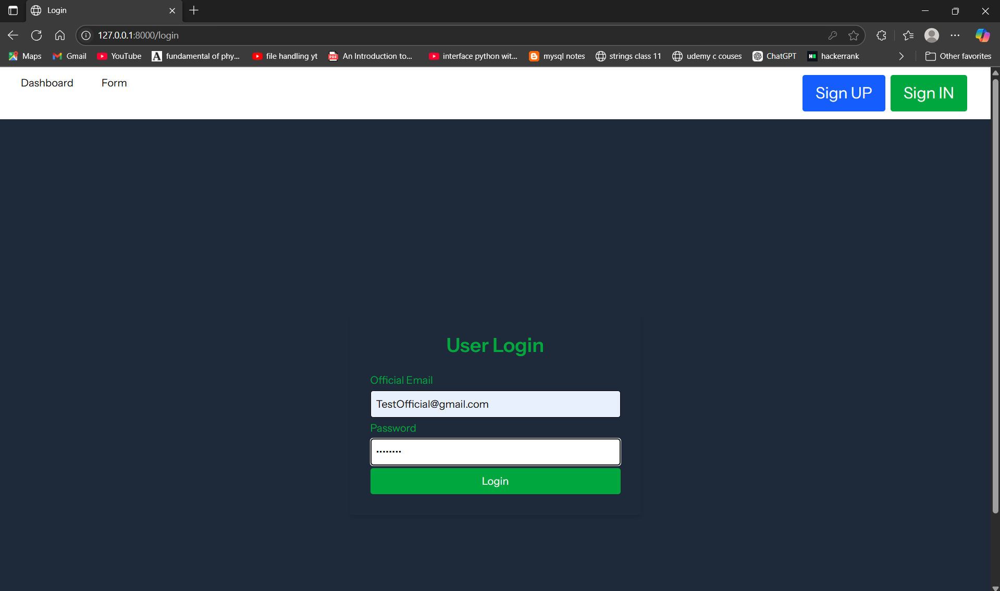 Login
127.0.0.1:8000/login
Maps Gmail YouTube A fundamental of phy... file handling yt PDF An Introduction to... interface python wit... mysql notes strings class 11 udemy c couses ChatGPT hackerrank Other favorites
Dashboard Form Sign UP Sign IN
User Login
Official Email
TestOfficial@gmail.com
Password
Login